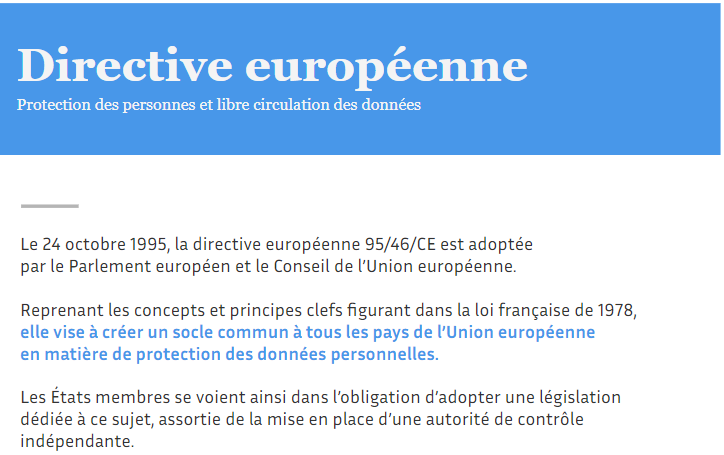 Directive européenne
Protection des personnes et libre circulation des données
Le 24 octobre 1995, la directive européenne 95/46/CE est adoptée
par le Parlement européen et le Conseil de l’Union européenne.
Reprenant les concepts et principes clefs figurant dans la loi française de 1978,
elle vise à créer un socle commun à tous les pays de l’Union européenne
en matière de protection des données personnelles.
Les États membres se voient ainsi dans l’obligation d’adopter une législation
dédiée à ce sujet, assortie de la mise en place d’une autorité de contrôle
indépendante.